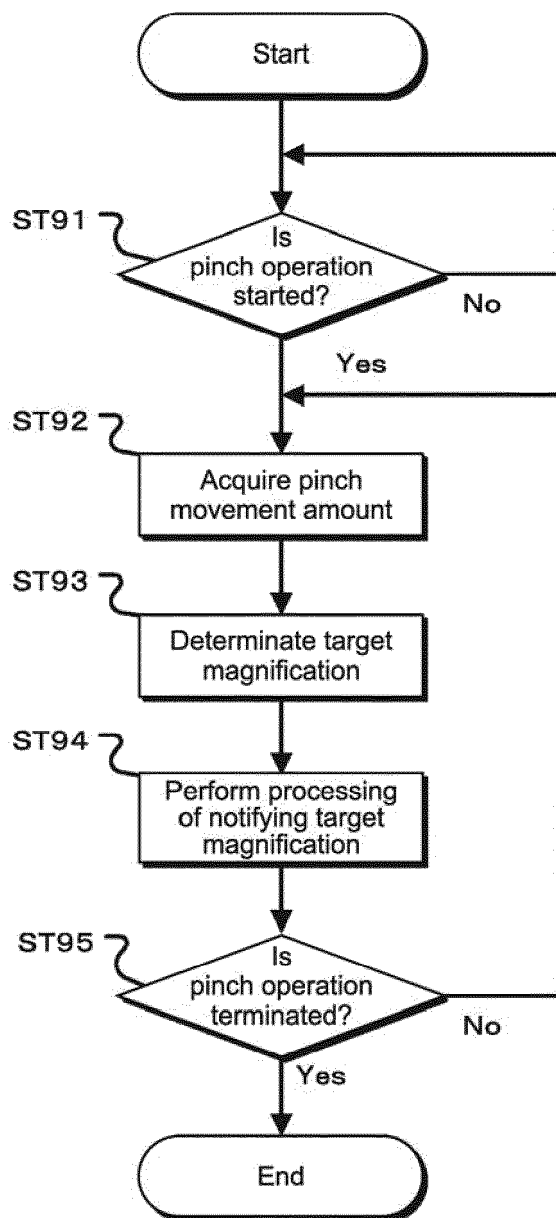 Start
ST91
Is
pinch operation
started?
No
Yes
ST92
Acquire pinch
movement amount
ST93
Determinate target
magnification
ST94
Perform processing
of notifying target
magnification
ST95
Is
pinch operation
terminated?
No
Yes
End